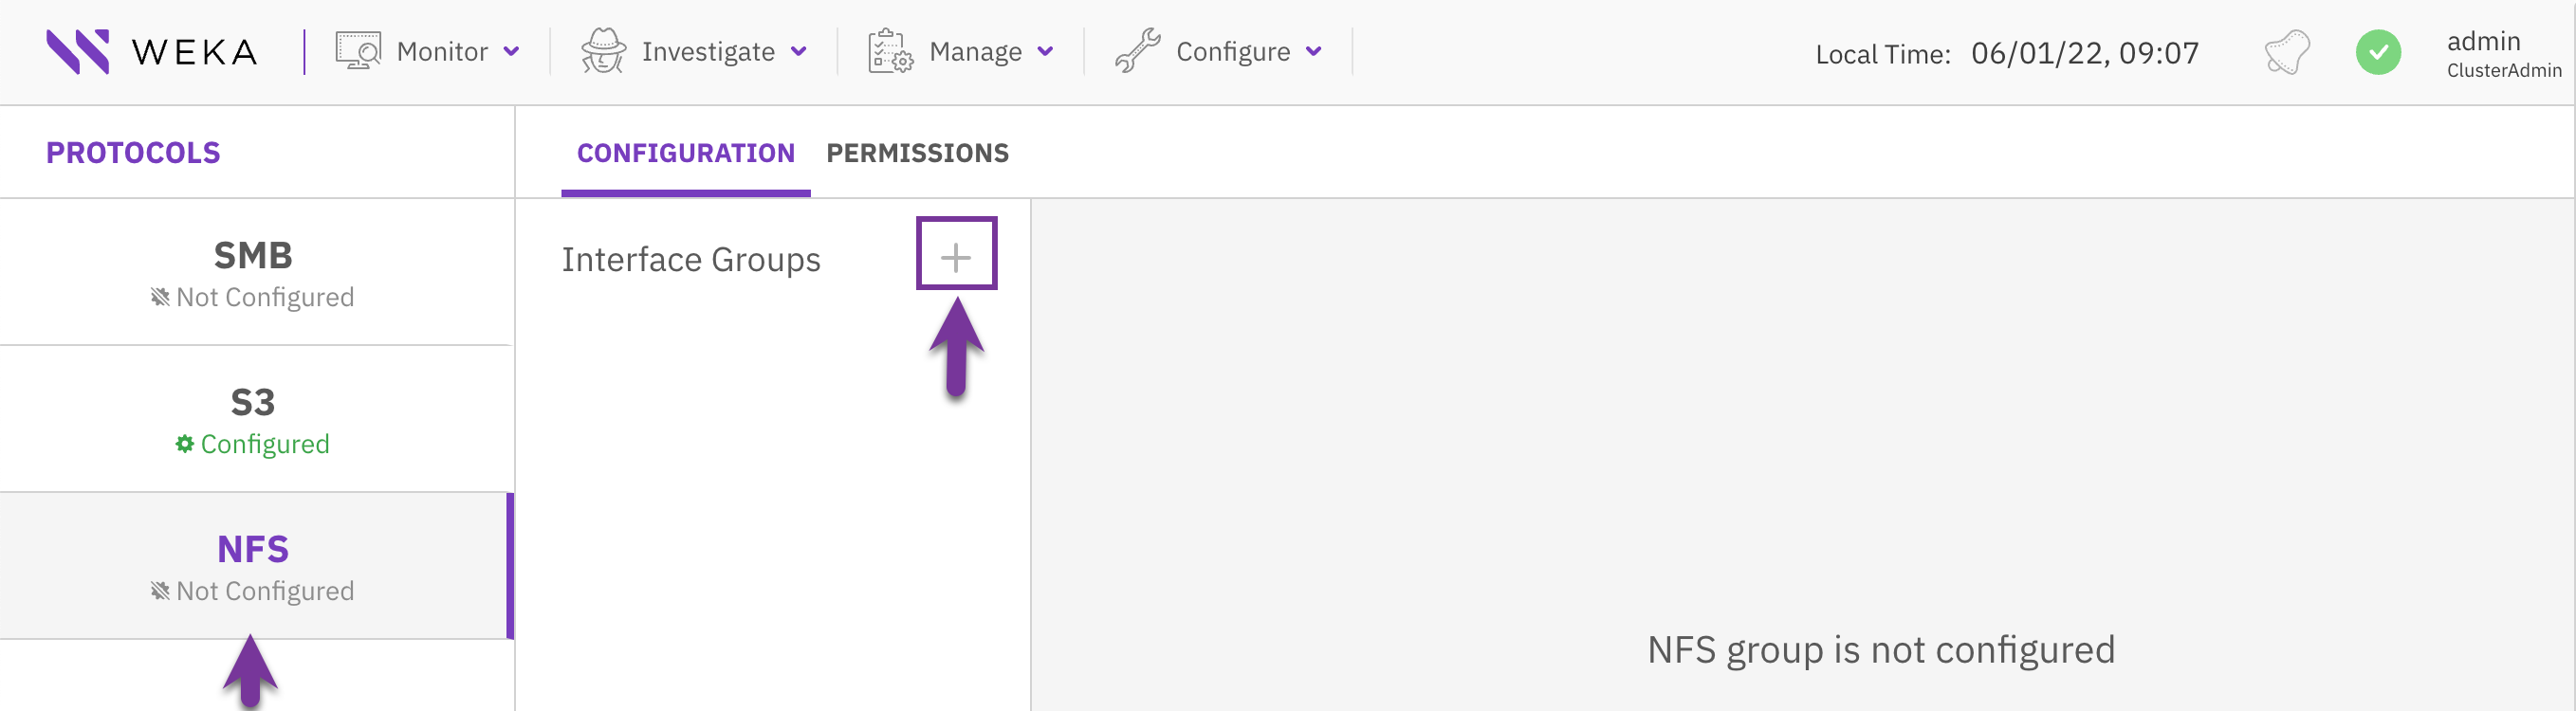 WEKA
Monitor
Investigate
Manage
Configure
Local Time: 06/01/22, 09:07
admin
ClusterAdmin
PROTOCOLS
CONFIGURATION
PERMISSIONS
SMB
Not Configured
S3
Configured
NFS
Not Configured
Interface Groups
NFS group is not configured